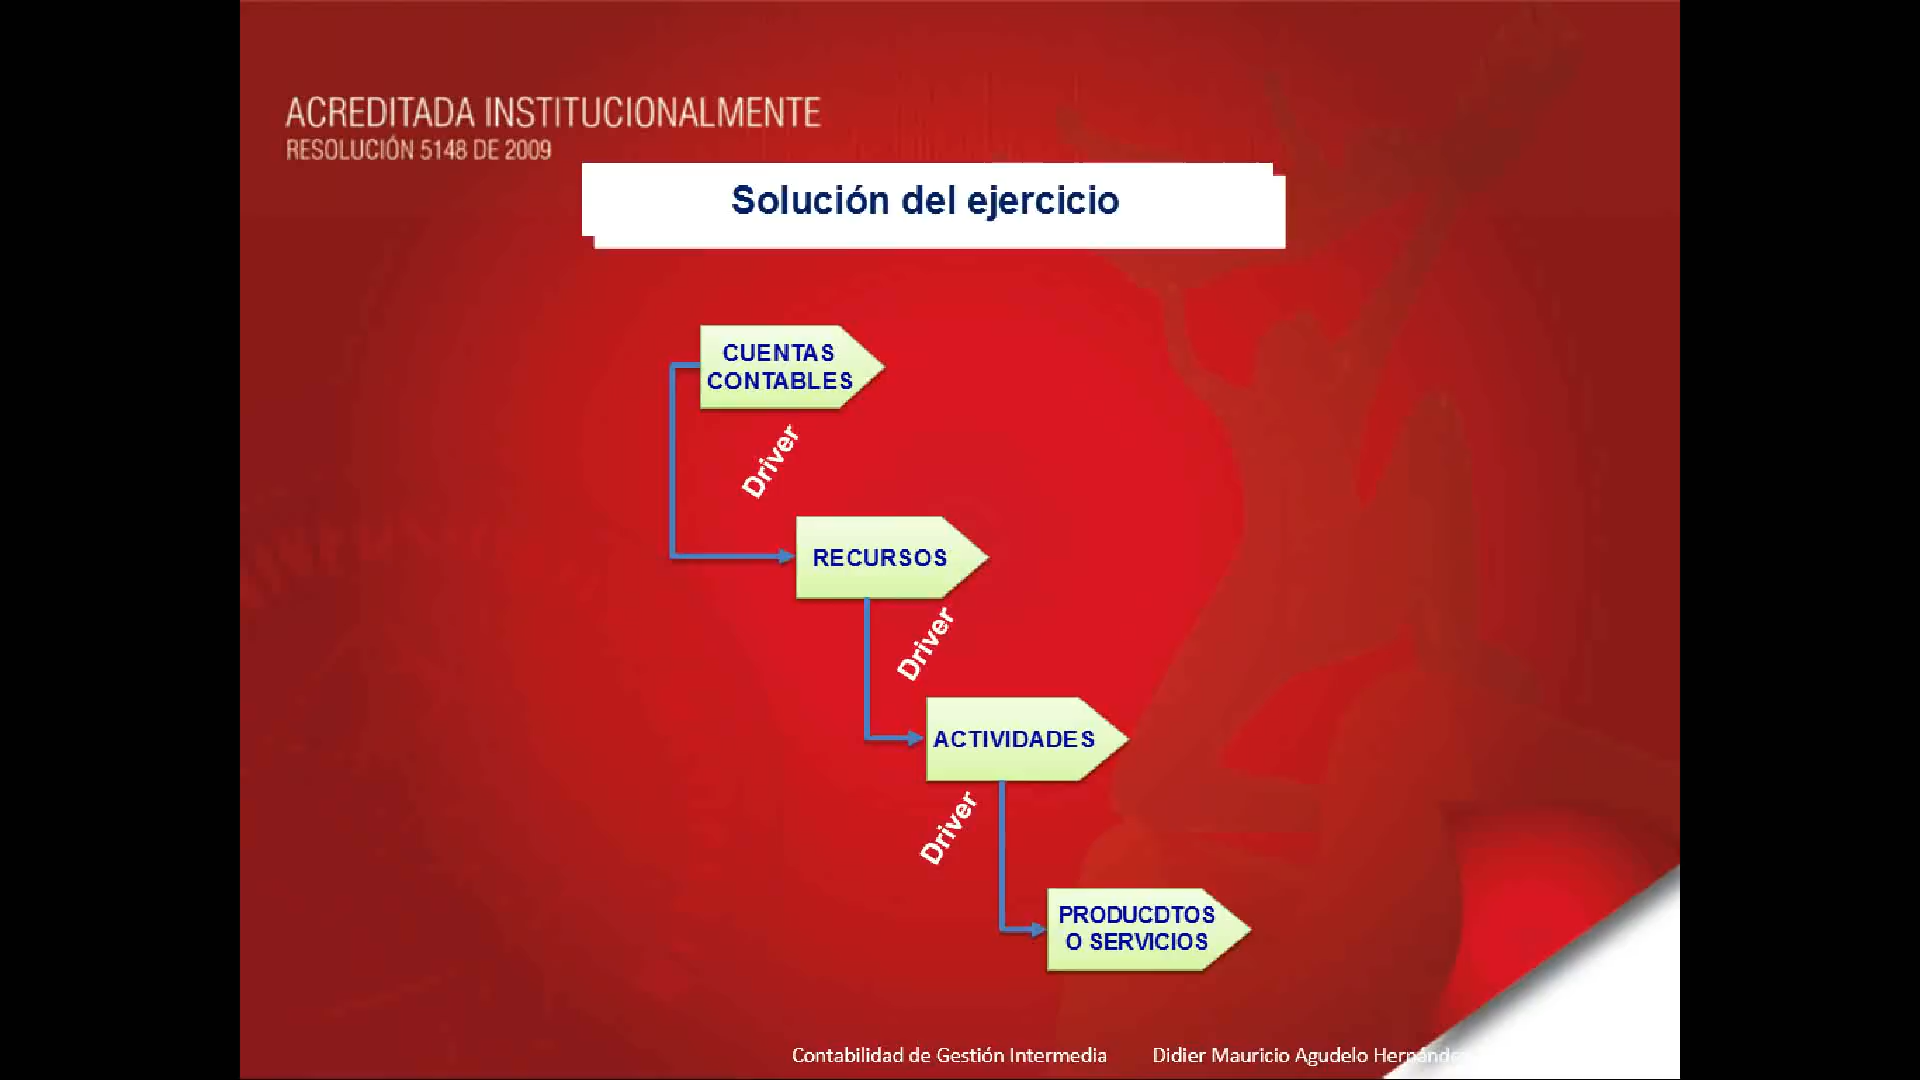 ACREDITADA INSTITUCIONALMENTE
RESOLUCIÓN 5148 DE 2009
Solución del ejercicio
CUENTAS
CONTABLES
Driver
RECURSOS
Driver
ACTIVIDADES
Driver
PRODUCDTOS
O SERVICIOS
Contabilidad de Gestión Intermedia Didier Mauricio Agudelo Hernández